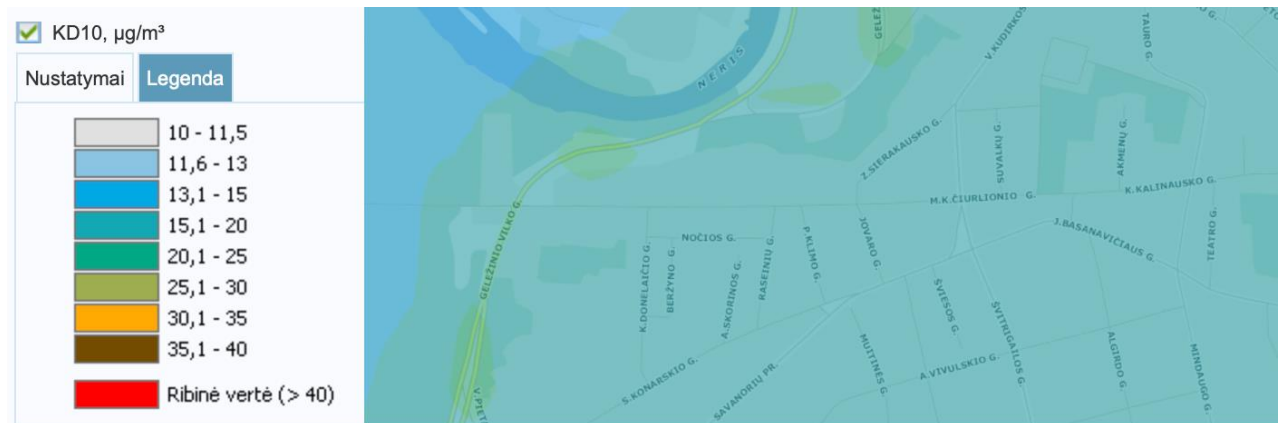 KD10, µg/m³
Nustatymai
Legenda
10 - 11,5
11,6 - 13
13,1 - 15
15,1 - 20
20,1 - 25
25,1 - 30
30,1 - 35
35,1 - 40
Ribinė vertė (> 40)
NERIS
V.KUDIRKOS
TAURO G.
Z.SIERAKAUSKO G.
SUVALKŲ G.
AKMENŲ G.
K.KALINAUSKO G.
M.K.ČIURLIONIO G.
J.BASANAVIČIAUS G.
TEATRO G.
GELEŽINIO VILKO G.
NOČIOS G.
K.DONELAIČIO G.
BERŽYNO G.
A.SKORINOS G.
RASEINIŲ G.
P.KLIMO G.
JOVARO G.
ŠVIESOS G.
ŠVITRIGAILOS G.
S.KONARSKIO G.
SAVANORIŲ PR.
MUITINĖS G.
A.VIVULSKIO G.
ALGIRDO G.
MINDAUGO G.
V.PIET
GELEŽ